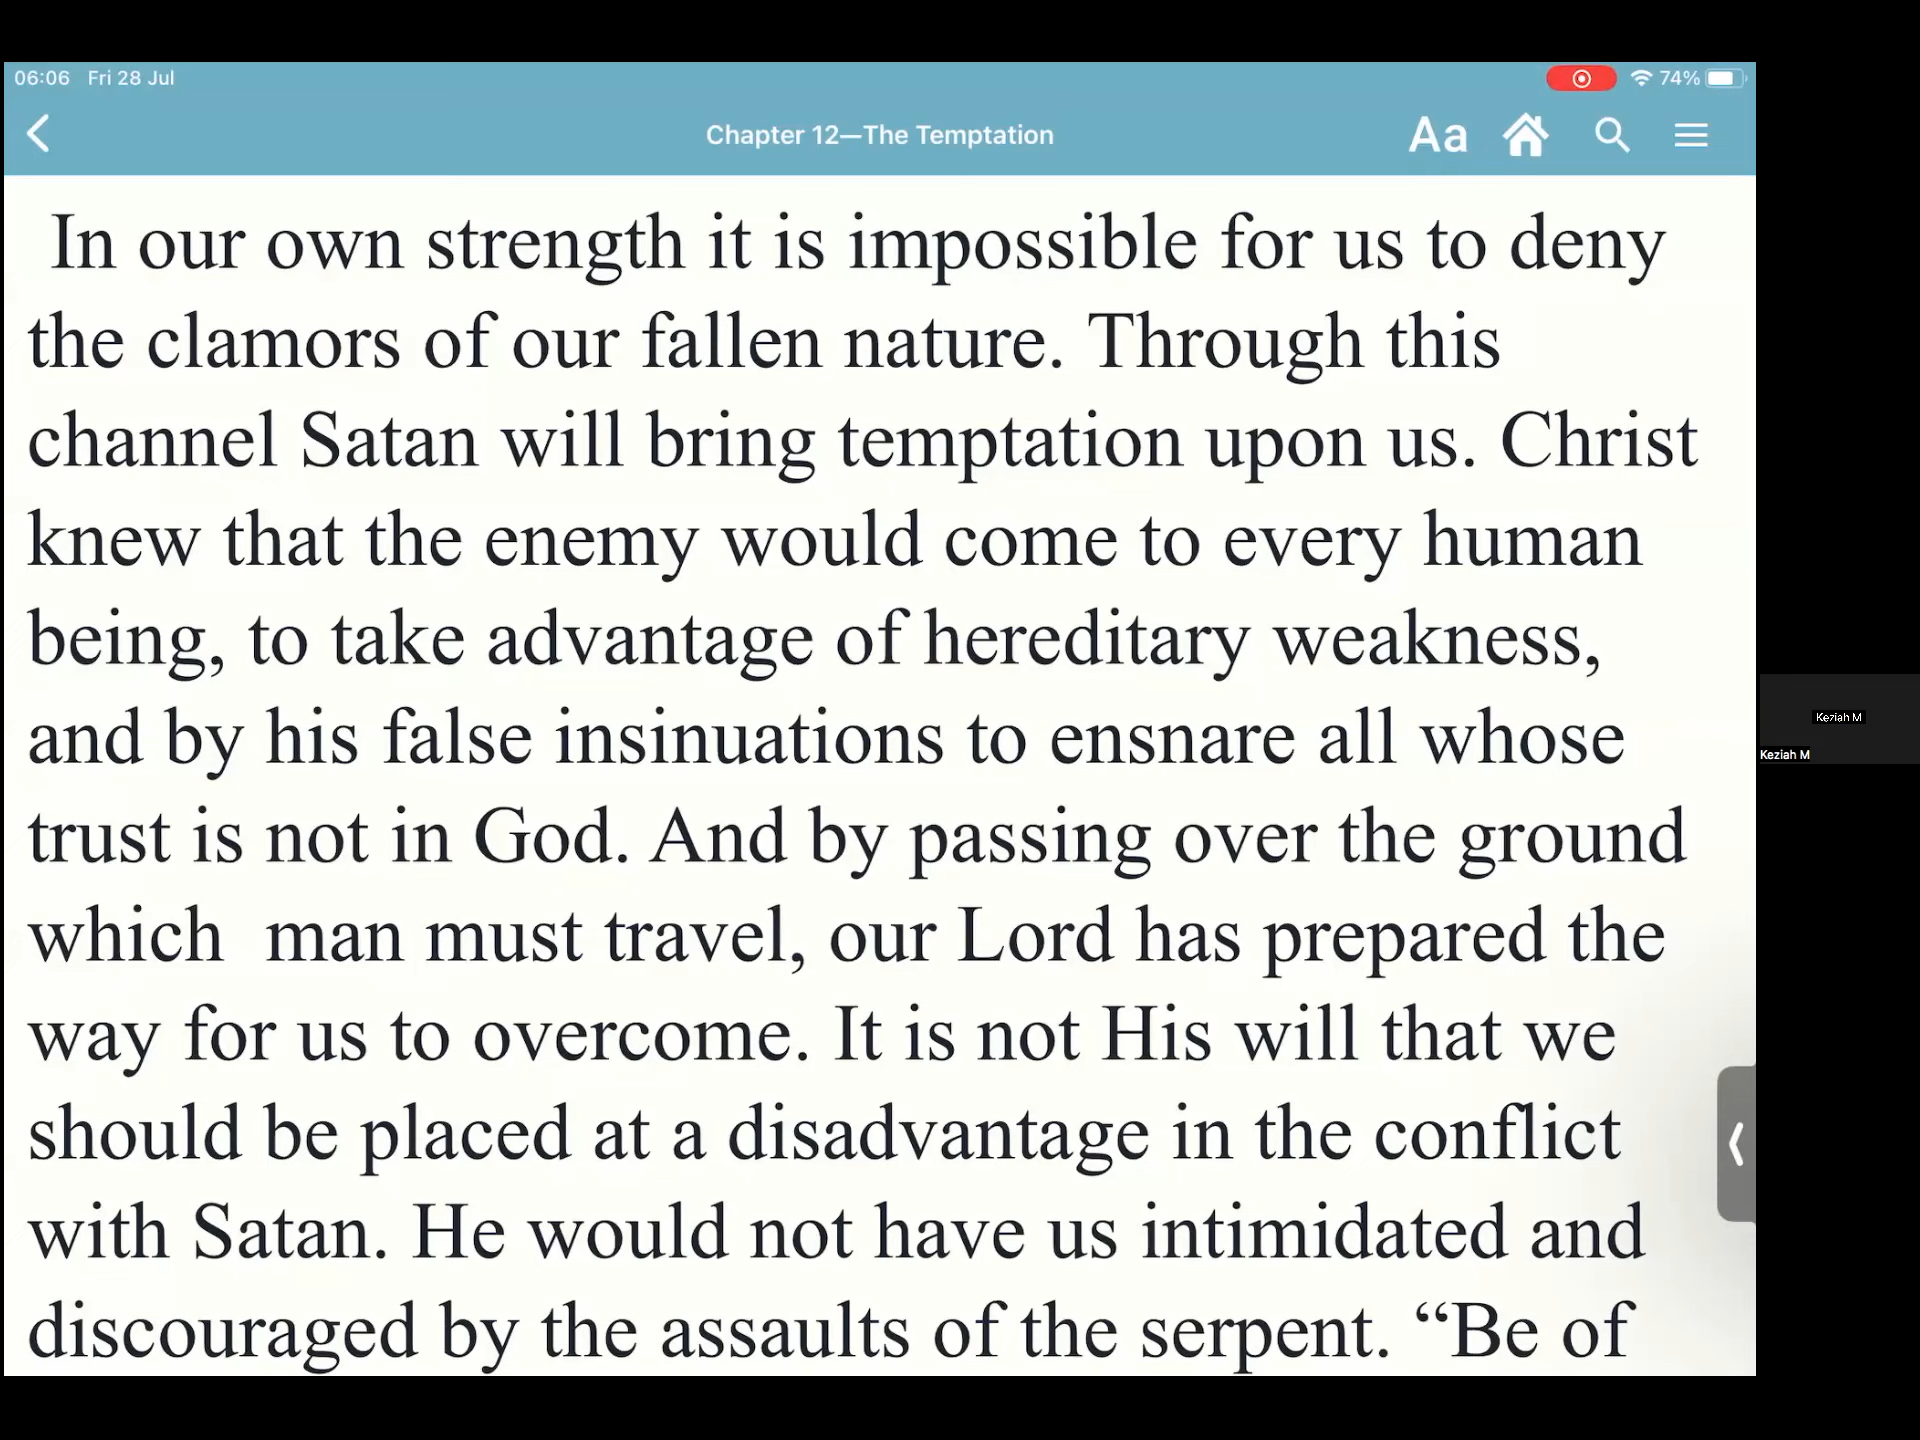 06:06 Fri 28 Jul
74%
Chapter 12—The Temptation
Aa
In our own strength it is impossible for us to deny
the clamors of our fallen nature. Through this
channel Satan will bring temptation upon us. Christ
knew that the enemy would come to every human
being, to take advantage of hereditary weakness,
and by his false insinuations to ensnare all whose
trust is not in God. And by passing over the ground
which man must travel, our Lord has prepared the
way for us to overcome. It is not His will that we
should be placed at a disadvantage in the conflict
with Satan. He would not have us intimidated and
discouraged by the assaults of the serpent. “Be of
Keziah M
Keziah M